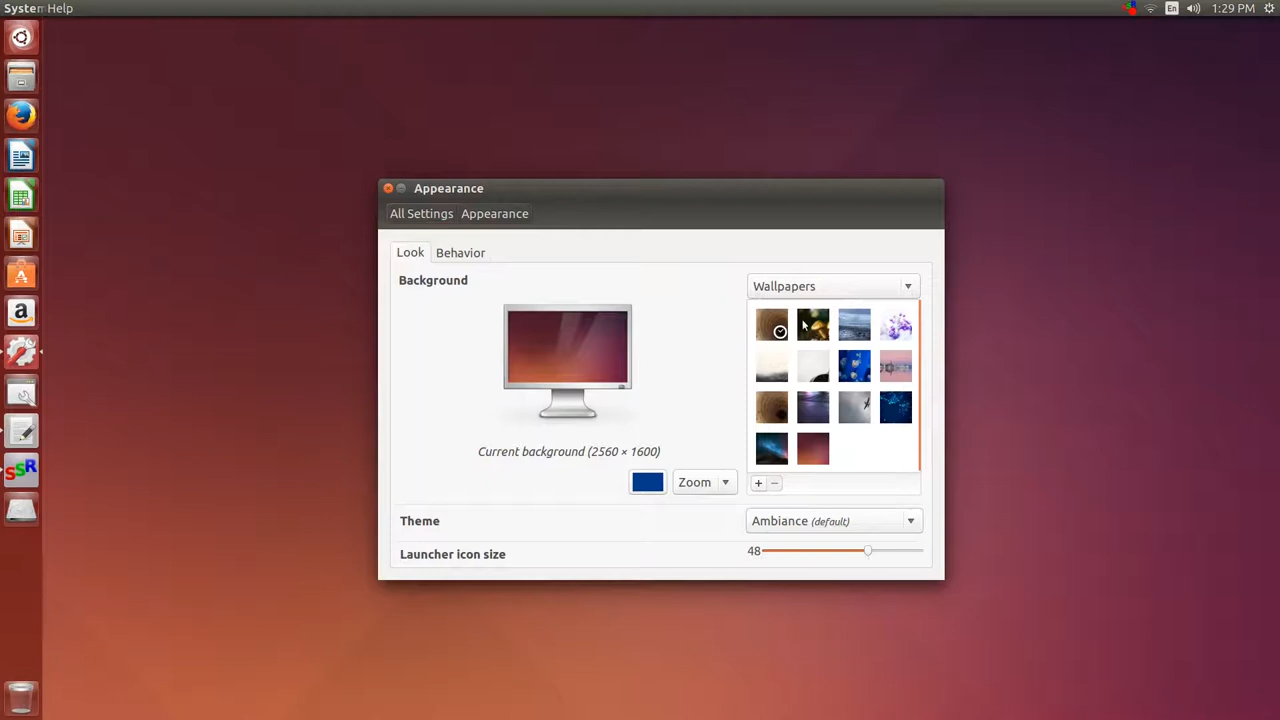 System Help
En
1:29 PM
Appearance
All Settings Appearance
Look Behavior
Background
Wallpapers
Current background (2560 × 1600)
Zoom
+ −
Theme
Ambiance (default)
Launcher icon size
48
SSR